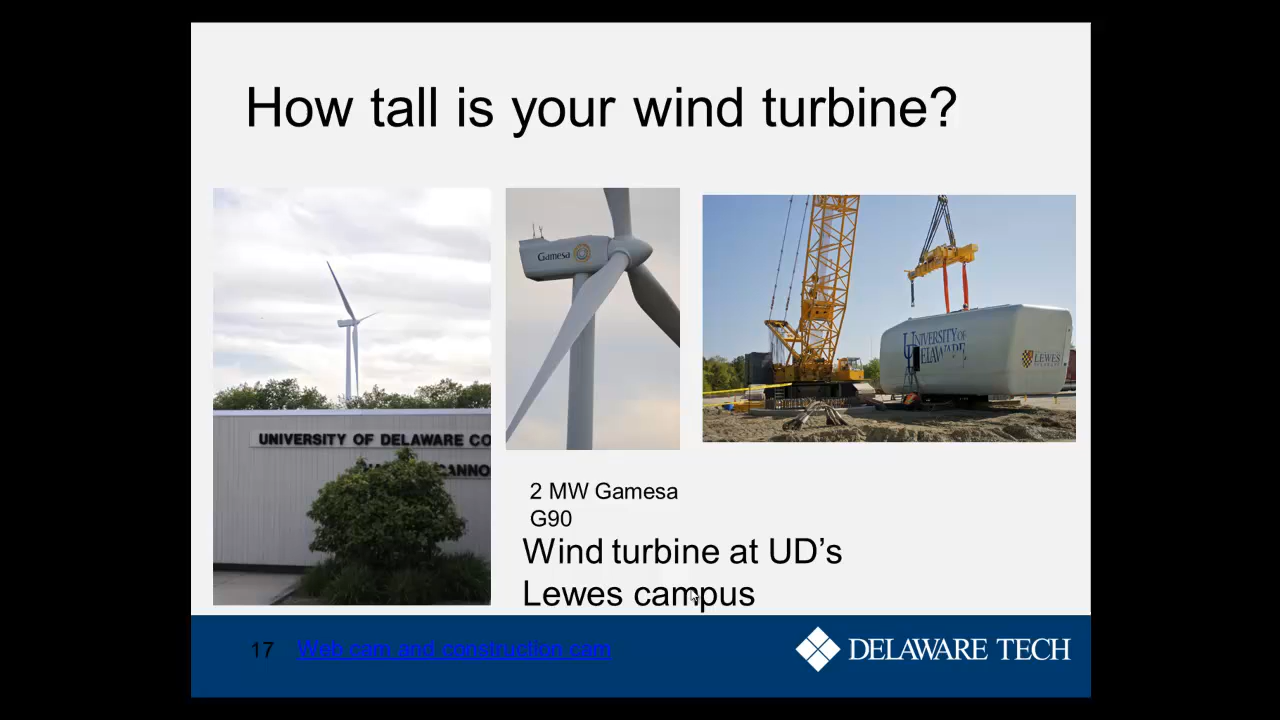 How tall is your wind turbine?
UNIVERSITY OF DELAWARE CO
CANNO
Gamesa
UNIVERSITY OF
DELAWARE
LEWES
2 MW Gamesa
G90
Wind turbine at UD’s
Lewes campus
17 Web cam and construction cam
DELAWARE TECH